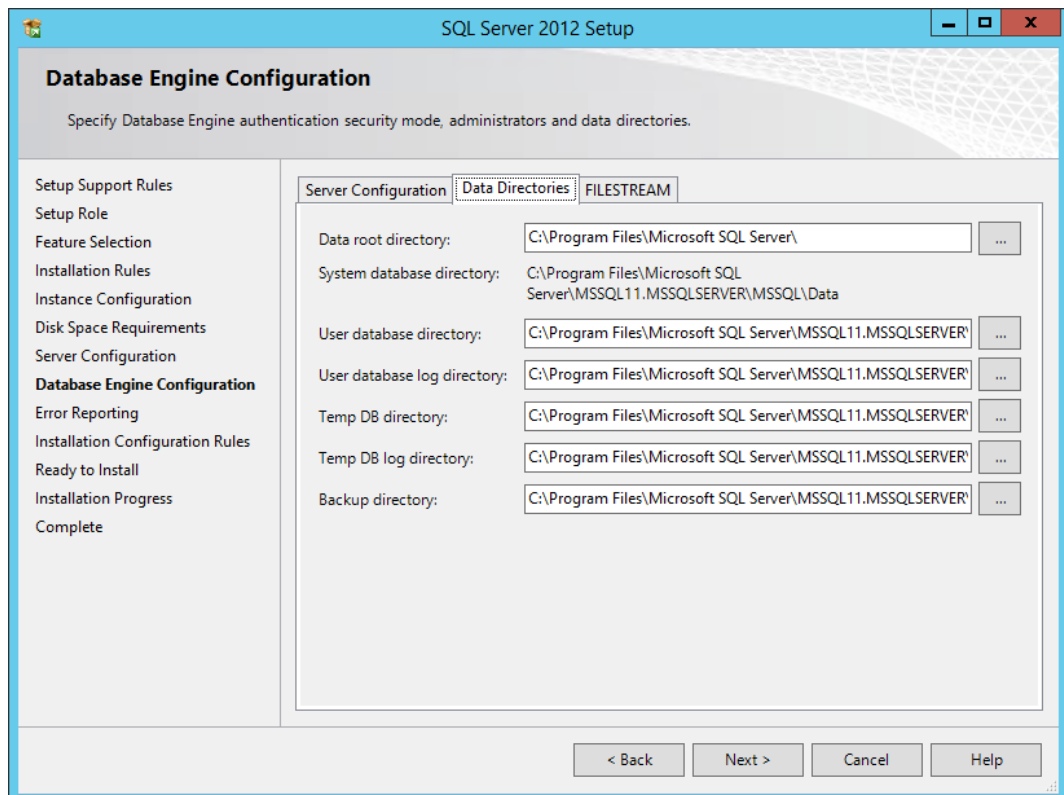 SQL Server 2012 Setup
Database Engine Configuration
Specify Database Engine authentication security mode, administrators and data directories.
Setup Support Rules
Setup Role
Feature Selection
Installation Rules
Instance Configuration
Disk Space Requirements
Server Configuration
Database Engine Configuration
Error Reporting
Installation Configuration Rules
Ready to Install
Installation Progress
Complete
Server Configuration Data Directories FILESTREAM
Data root directory: C:\Program Files\Microsoft SQL Server\ ...
System database directory: C:\Program Files\Microsoft SQL
Server\MSSQL11.MSSQLSERVER\MSSQL\Data
User database directory: C:\Program Files\Microsoft SQL Server\MSSQL11.MSSQLSERVER\ ...
User database log directory: C:\Program Files\Microsoft SQL Server\MSSQL11.MSSQLSERVER\ ...
Temp DB directory: C:\Program Files\Microsoft SQL Server\MSSQL11.MSSQLSERVER\ ...
Temp DB log directory: C:\Program Files\Microsoft SQL Server\MSSQL11.MSSQLSERVER\ ...
Backup directory: C:\Program Files\Microsoft SQL Server\MSSQL11.MSSQLSERVER\ ...
< Back Next > Cancel Help